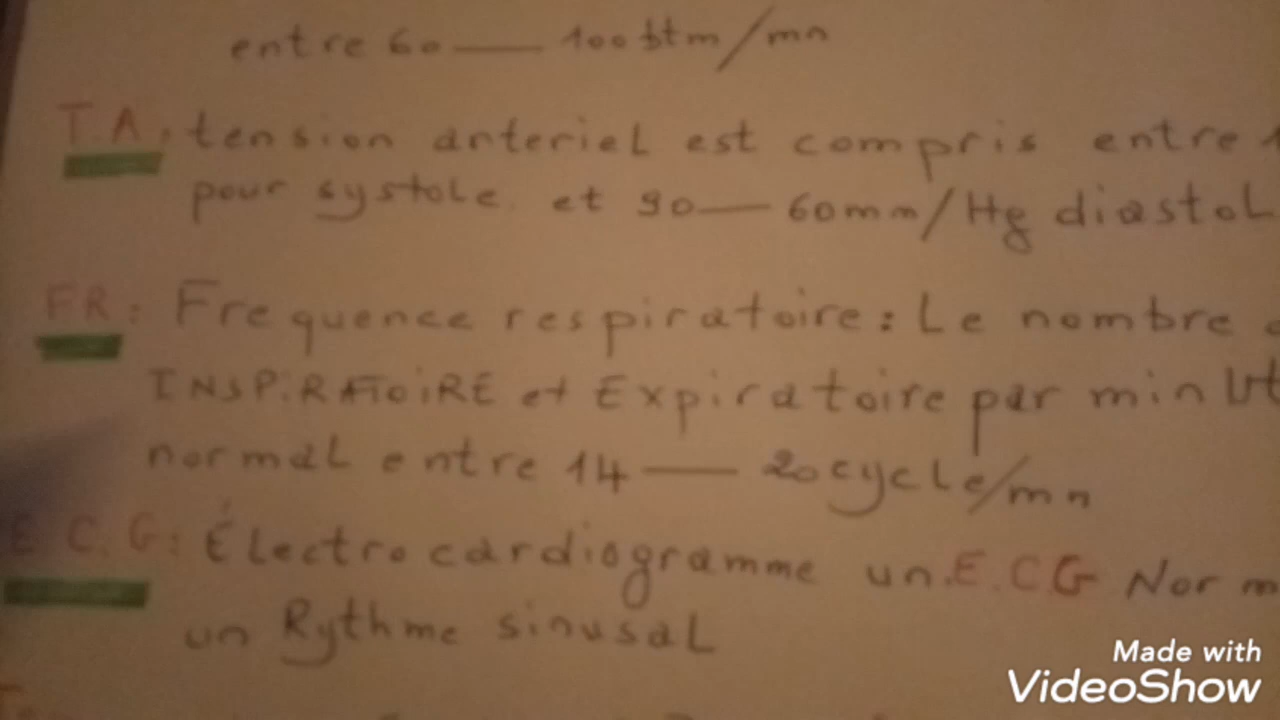 entre 60 — 100 btm/mn
T.A: tension arteriel est compris entre
pour systole et 90 — 60mm/Hg diastol
FR: Frequence respiratoire: Le nombre
INSPIRATOIRE et Expiratoire par minut
normal entre 14 — 20cycle/mn
E.C.G: Électrocardiogramme un E.C.G Norm
un Rythme sinusal
Made with
VideoShow